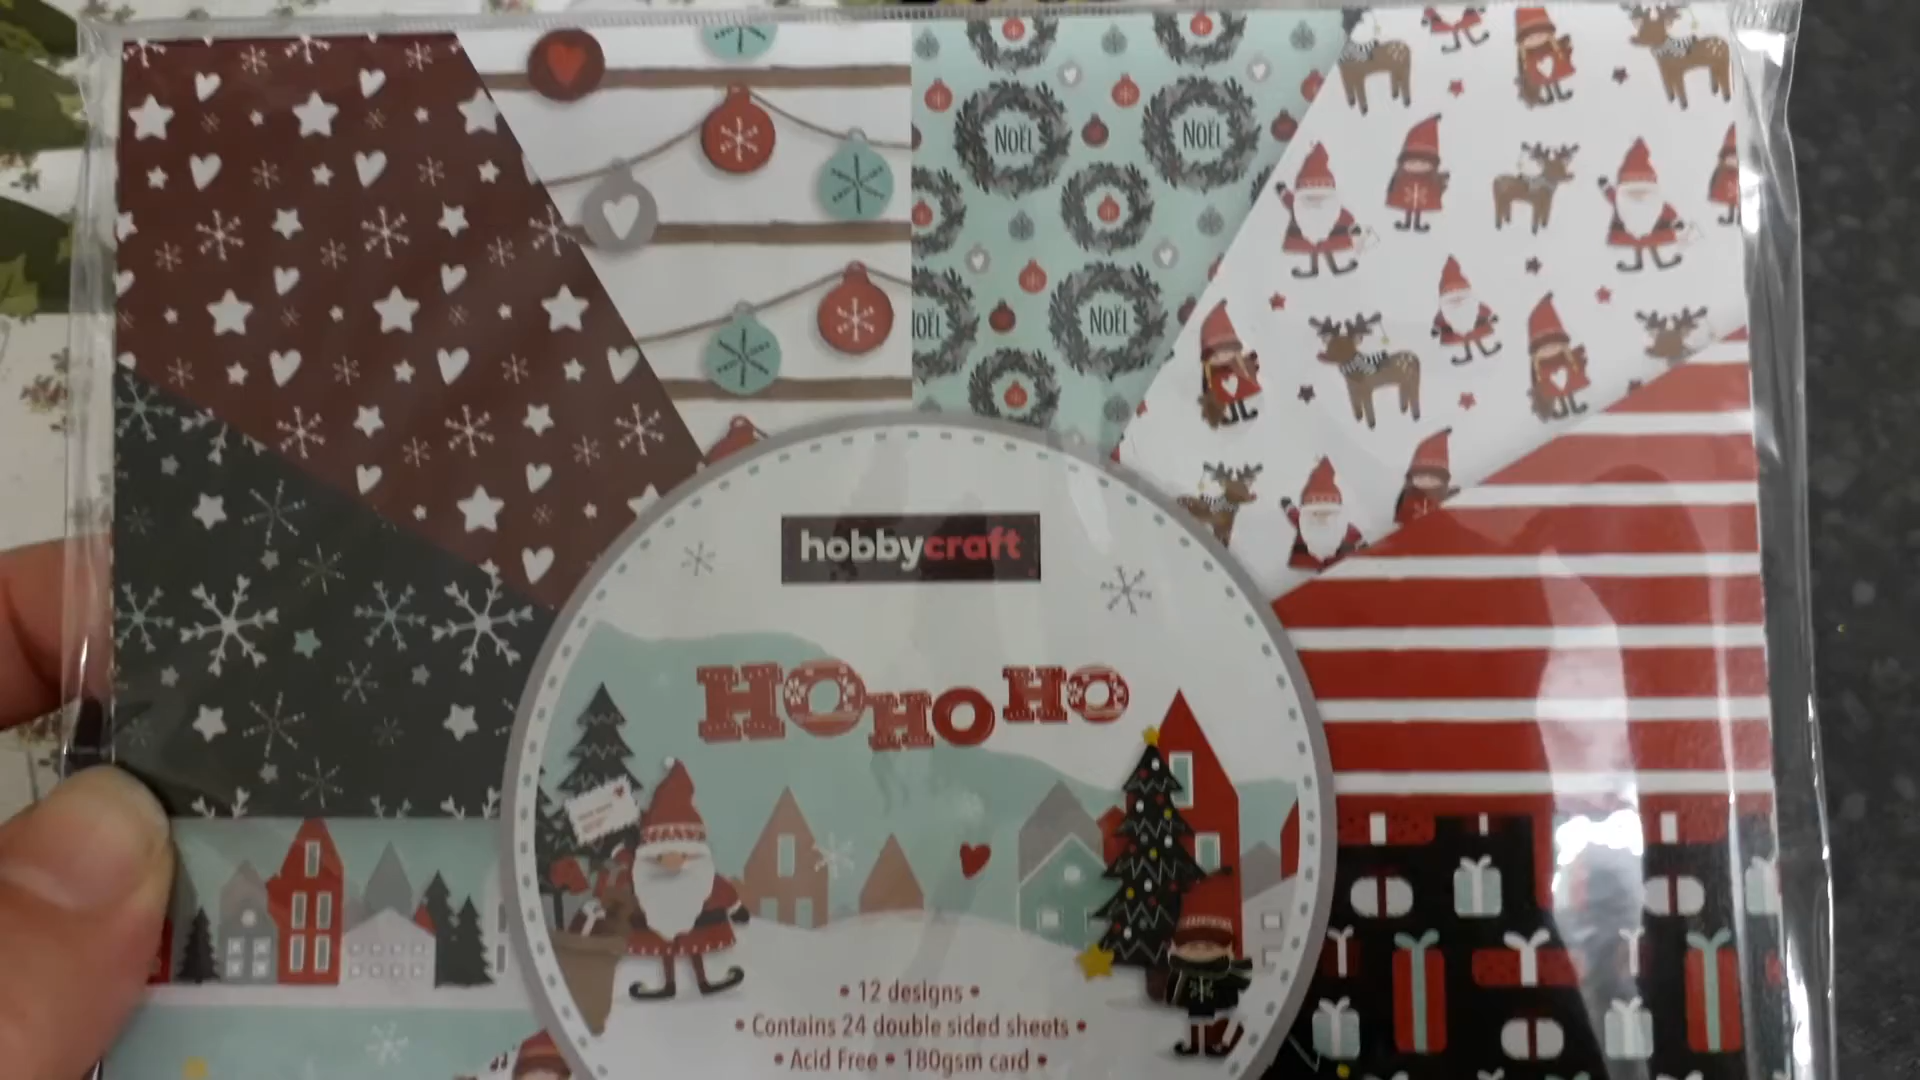 NOËL
NOËL
NOËL
NOËL
hobbycraft
HO HO HO
• 12 designs •
• Contains 24 double sided sheets •
• Acid Free • 180gsm card •